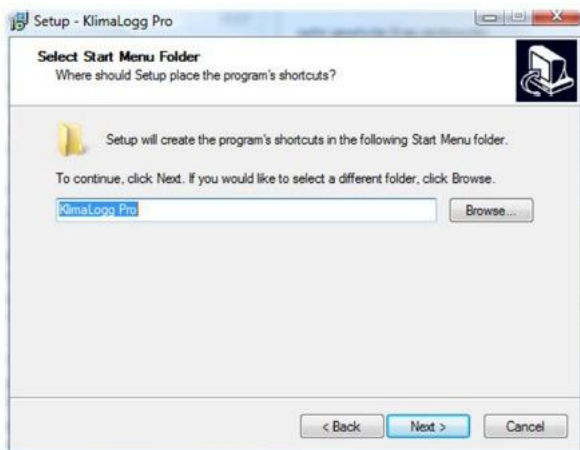 Setup - KlimaLogg Pro
Select Start Menu Folder
Where should Setup place the program's shortcuts?
Setup will create the program's shortcuts in the following Start Menu folder.
To continue, click Next. If you would like to select a different folder, click Browse.
KlimaLogg Pro
Browse...
< Back
Next >
Cancel